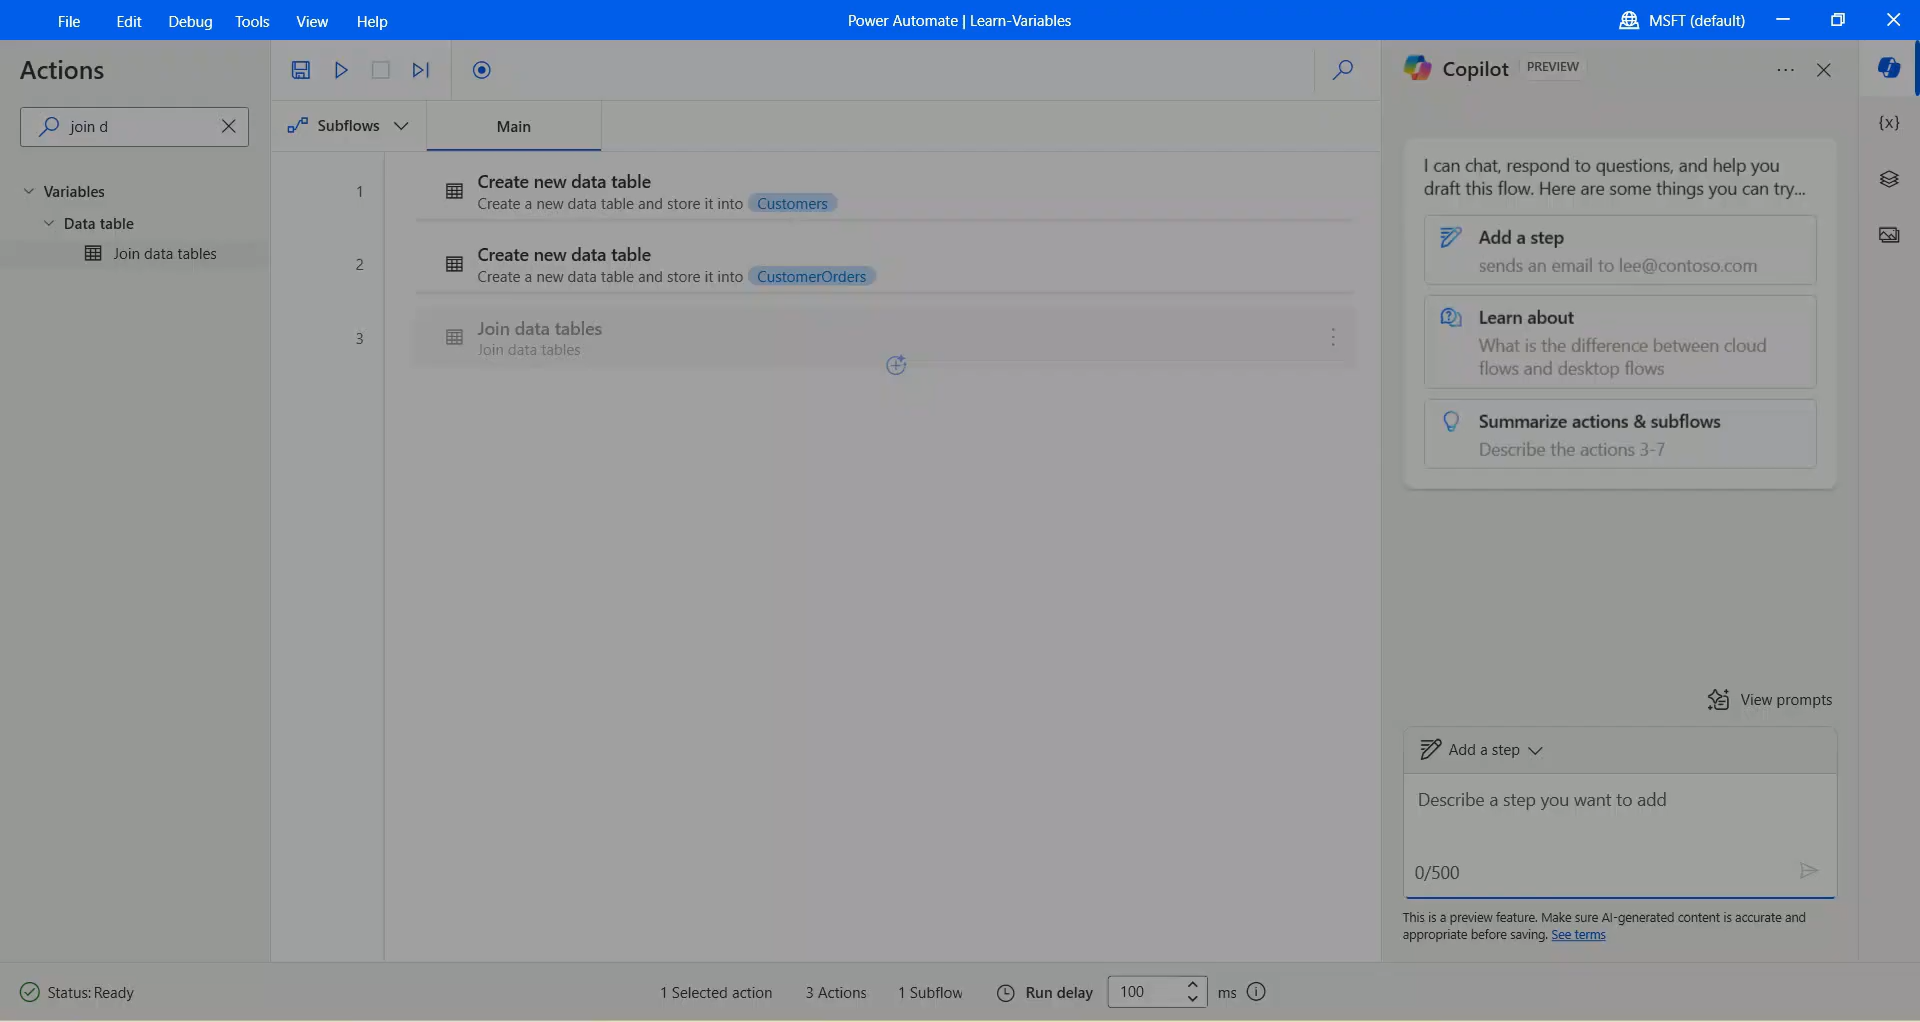 File Edit Debug Tools View Help Power Automate | Learn-Variables MSFT (default)
Actions
join d
Variables
Data table
Join data tables
Subflows Main
1
Create new data table
Create a new data table and store it into Customers
2
Create new data table
Create a new data table and store it into CustomerOrders
3
Join data tables
Join data tables
Copilot PREVIEW
I can chat, respond to questions, and help you
draft this flow. Here are some things you can try...
Add a step
sends an email to lee@contoso.com
Learn about
What is the difference between cloud
flows and desktop flows
Summarize actions & subflows
Describe the actions 3-7
View prompts
Add a step
Describe a step you want to add
0/500
This is a preview feature. Make sure AI-generated content is accurate and
appropriate before saving. See terms
{x}
Status: Ready 1 Selected action 3 Actions 1 Subflow Run delay 100 ms